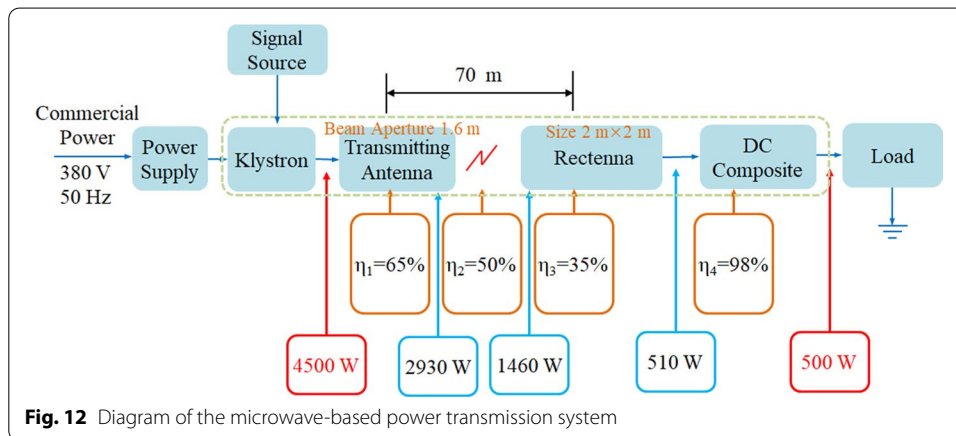 Signal
Source
70 m
Commercial
Power
380 V
50 Hz
Power
Supply
Klystron
Beam Aperture 1.6 m
Transmitting
Antenna
Size 2 m×2 m
Rectenna
DC
Composite
Load
η1=65%
η2=50%
η3=35%
η4=98%
4500 W
2930 W
1460 W
510 W
500 W
Fig. 12 Diagram of the microwave-based power transmission system